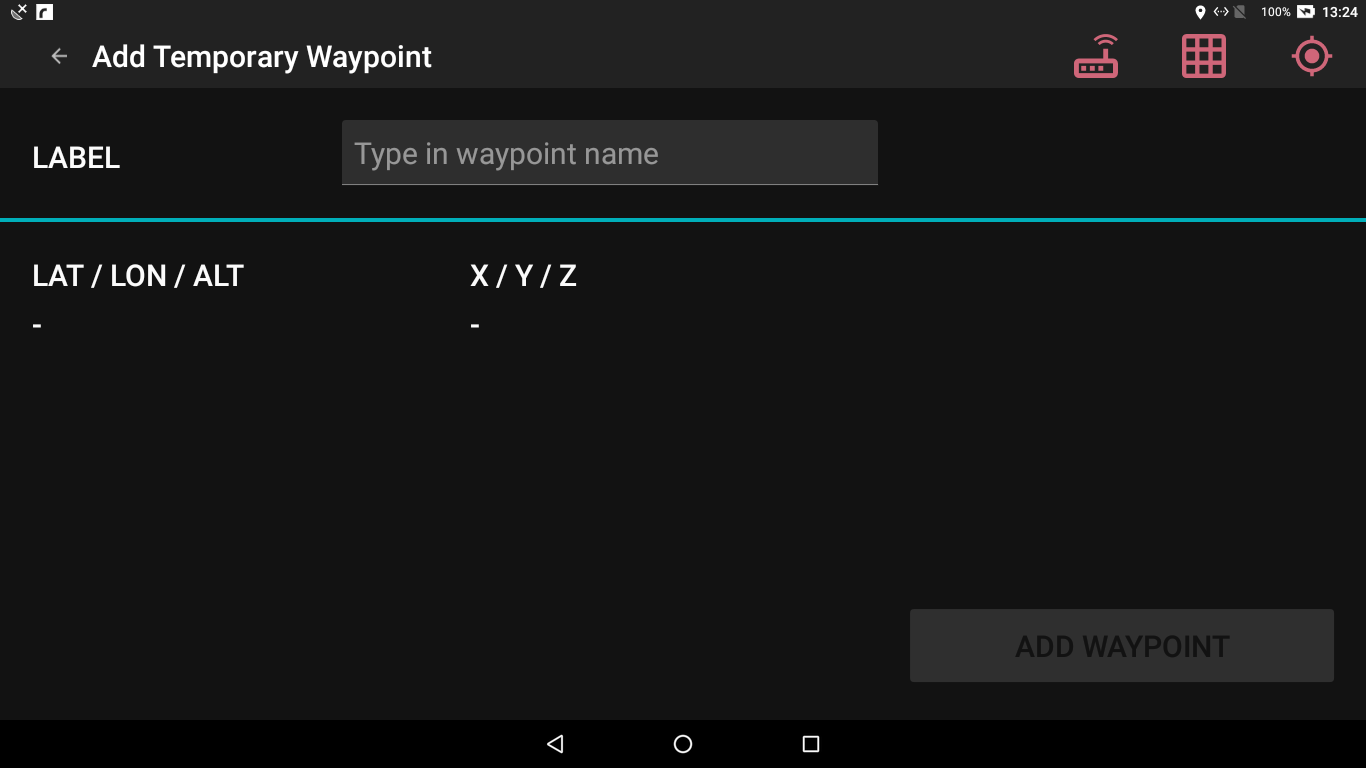 100% 13:24
Add Temporary Waypoint
LABEL
Type in waypoint name
LAT / LON / ALT
X / Y / Z
-
-
ADD WAYPOINT